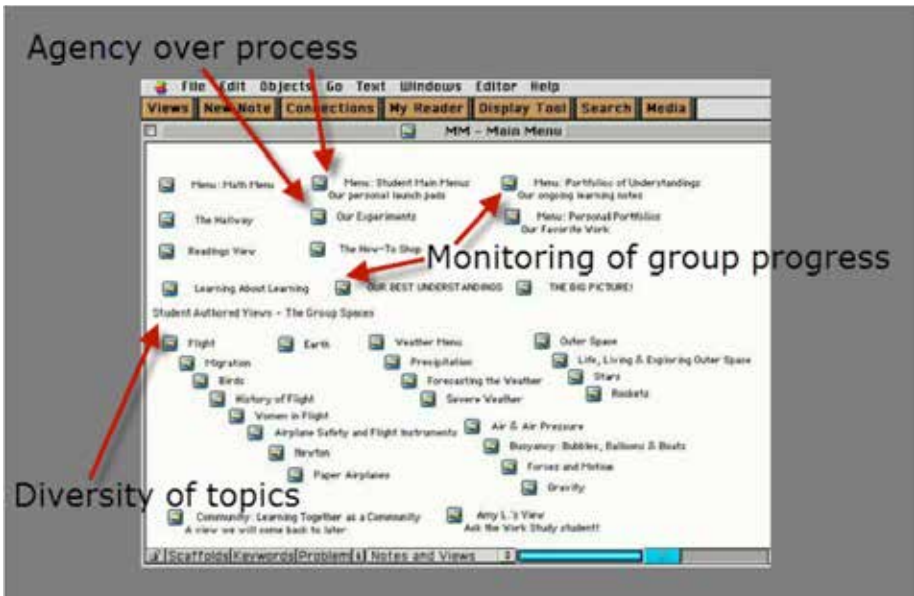 Agency over process
File Edit Objects Go Text Windows Editor Help
Views New Note Connections My Reader Display Tool Search Media
MM - Main Menu
Menu: Math Menu
Menu: Student Main Menus
Our personal launch pads
Menu: Portfolios of Understandings
Our ongoing learning notes
The Hallway
Our Experiments
Menu: Personal Portfolios
Our Favorite Work
Readings View
The How-To Shop
Monitoring of group progress
Learning About Learning
OUR BEST UNDERSTANDINGS
THE BIG PICTURE!
Student Authored Views - The Group Spaces
Flight
Earth
Weather Menu
Outer Space
Migration
Precipitation
Life, Living & Exploring Outer Space
Birds
Forecasting the Weather
Stars
History of Flight
Severe Weather
Rockets
Women in Flight
Airplane Safety and Flight Instruments
Air & Air Pressure
Newton
Buoyancy: Bubbles, Balloons & Boats
Paper Airplanes
Forces and Motion
Gravity
Diversity of topics
Community: Learning Together as a Community
A view we will come back to later
Amy L.'s View
Ask the Work Study student!
Scaffolds Keywords Problem Notes and Views